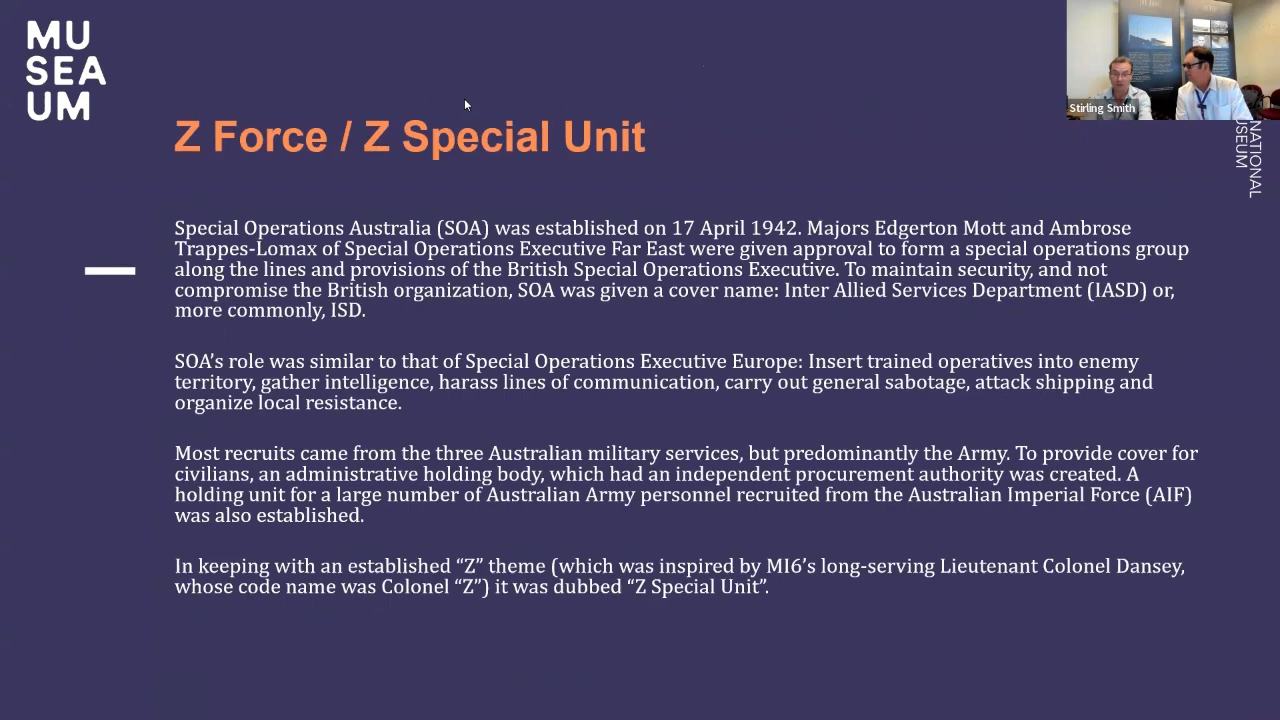 MU
SEA
UM
Stirling Smith
NATIONAL
USEUM
Z Force / Z Special Unit
Special Operations Australia (SOA) was established on 17 April 1942. Majors Edgerton Mott and Ambrose
Trappes-Lomax of Special Operations Executive Far East were given approval to form a special operations group
along the lines and provisions of the British Special Operations Executive. To maintain security, and not
compromise the British organization, SOA was given a cover name: Inter Allied Services Department (IASD) or,
more commonly, ISD.
SOA’s role was similar to that of Special Operations Executive Europe: Insert trained operatives into enemy
territory, gather intelligence, harass lines of communication, carry out general sabotage, attack shipping and
organize local resistance.
Most recruits came from the three Australian military services, but predominantly the Army. To provide cover for
civilians, an administrative holding body, which had an independent procurement authority was created. A
holding unit for a large number of Australian Army personnel recruited from the Australian Imperial Force (AIF)
was also established.
In keeping with an established “Z” theme (which was inspired by MI6’s long-serving Lieutenant Colonel Dansey,
whose code name was Colonel “Z”) it was dubbed “Z Special Unit”.